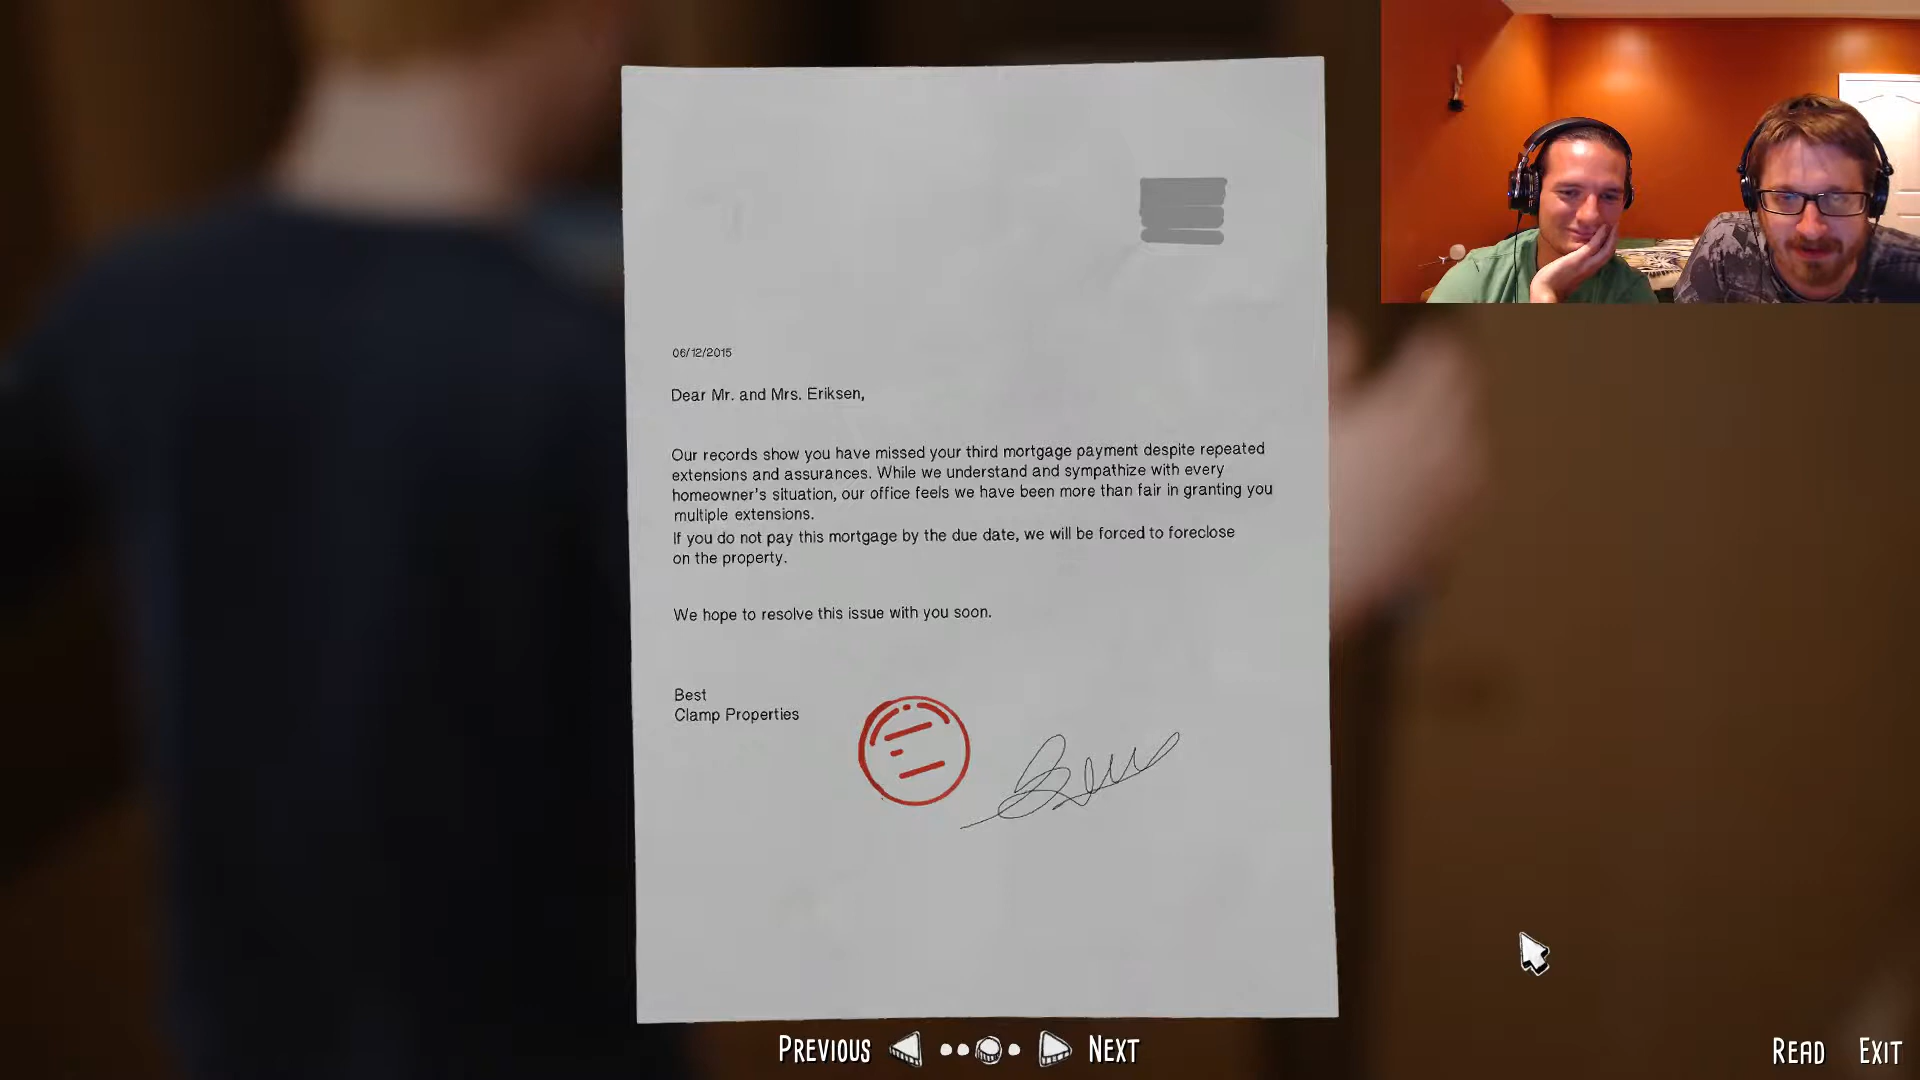 06/12/2015
Dear Mr. and Mrs. Eriksen,
Our records show you have missed your third mortgage payment despite repeated
extensions and assurances. While we understand and sympathize with every
homeowner's situation, our office feels we have been more than fair in granting you
multiple extensions.
If you do not pay this mortgage by the due date, we will be forced to foreclose
on the property.
We hope to resolve this issue with you soon.
Best
Clamp Properties
PREVIOUS
NEXT
READ
EXIT